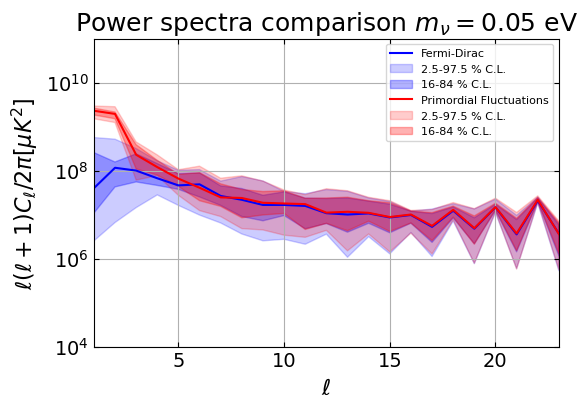 Power spectra comparison $m_\nu = 0.05$ eV
$\ell(\ell+1)C_\ell/2\pi[\mu K^2]$
$10^{10}$
$10^8$
$10^6$
$10^4$
Fermi-Dirac
2.5-97.5 % C.L.
16-84 % C.L.
Primordial Fluctuations
2.5-97.5 % C.L.
16-84 % C.L.
5 10 15 20
$\ell$